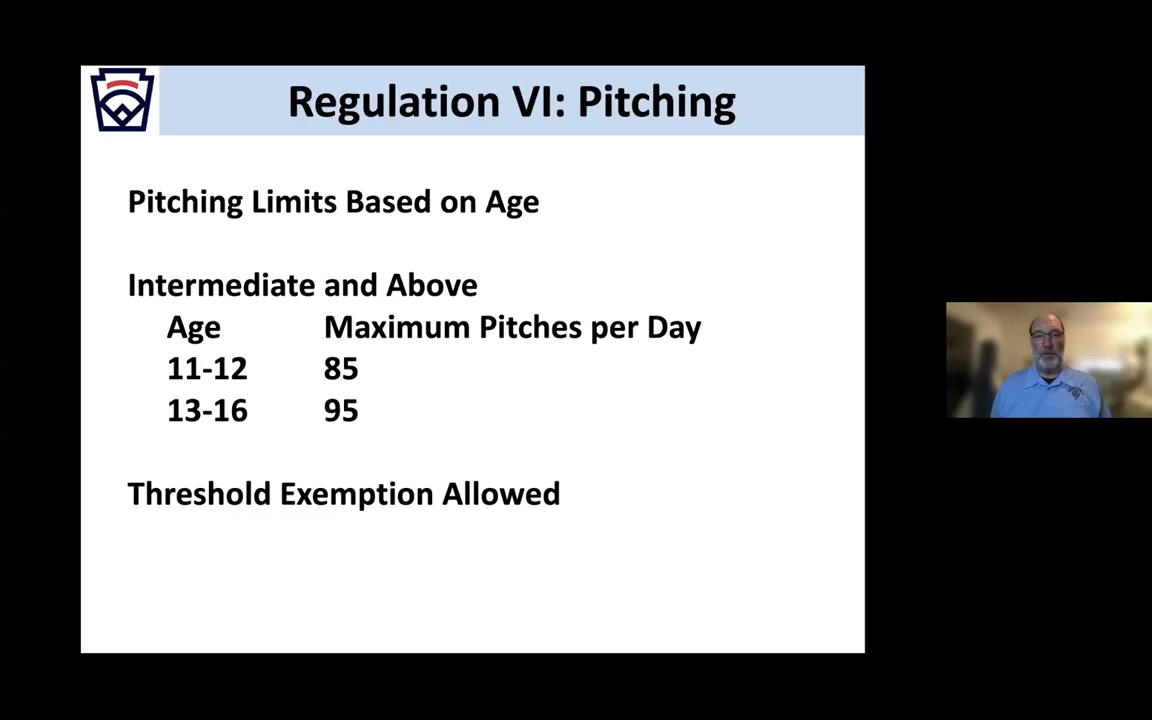 Regulation VI: Pitching
Pitching Limits Based on Age
Intermediate and Above
Age Maximum Pitches per Day
11-12 85
13-16 95
Threshold Exemption Allowed